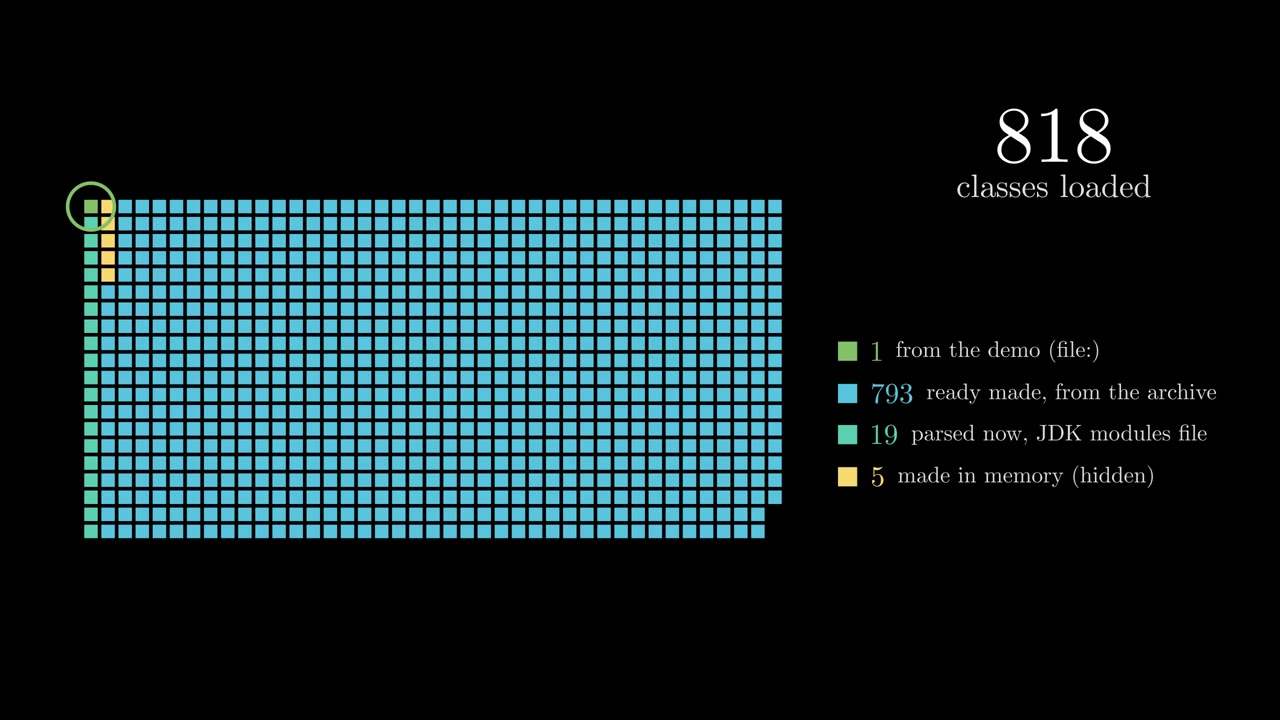 818
classes loaded
1 from the demo (file:)
793 ready made, from the archive
19 parsed now, JDK modules file
5 made in memory (hidden)